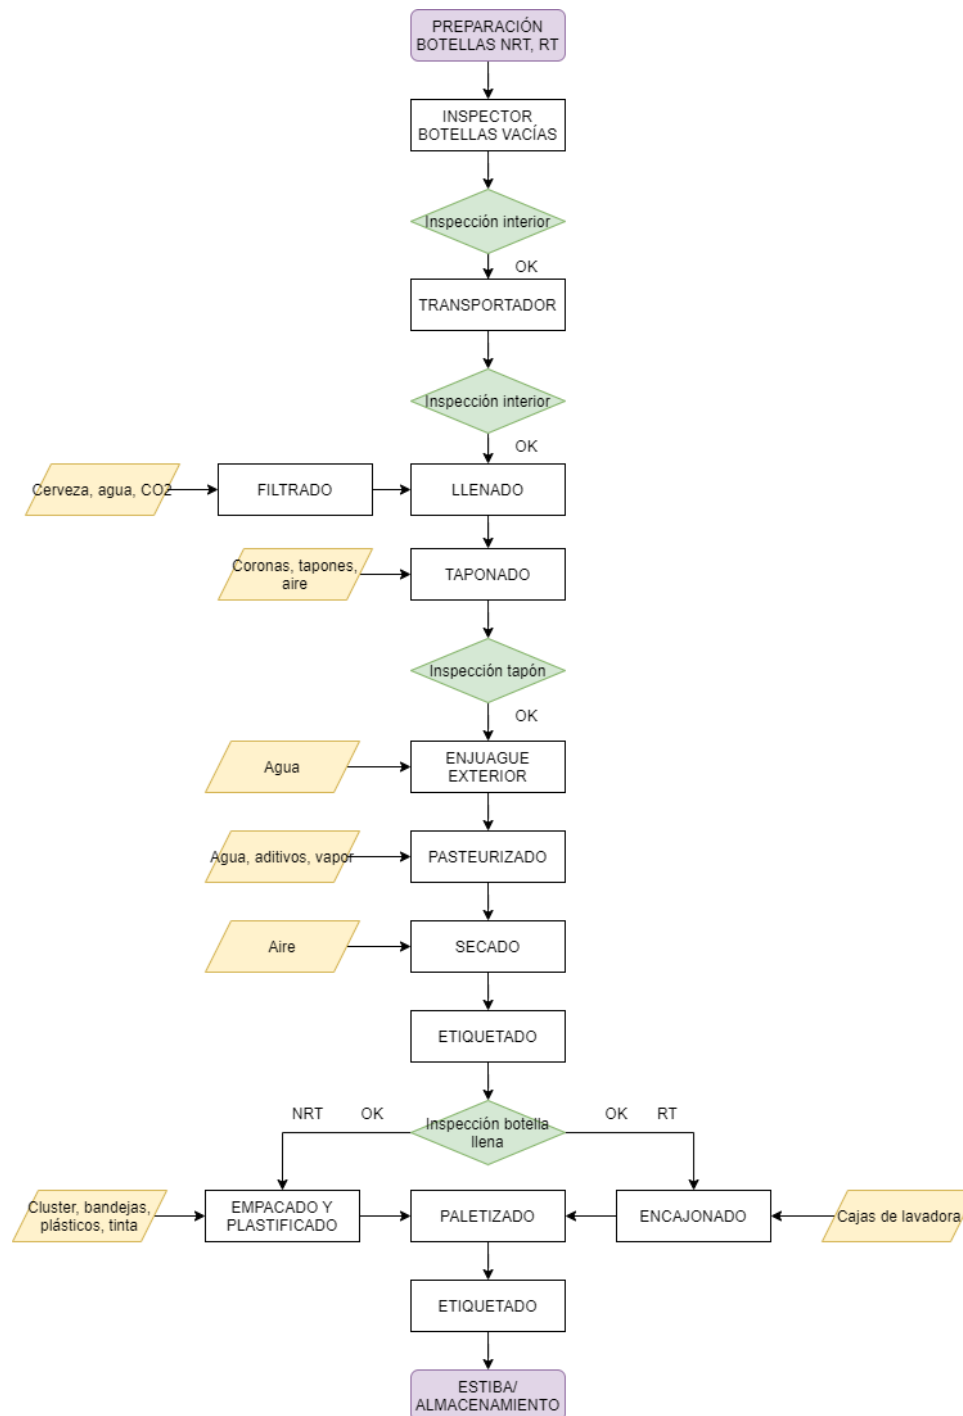 PREPARACIÓN
BOTELLAS NRT, RT
INSPECTOR
BOTELLAS VACÍAS
Inspección interior
OK
TRANSPORTADOR
Inspección interior
OK
Cerveza, agua, CO2
FILTRADO
LLENADO
Coronas, tapones,
aire
TAPONADO
Inspección tapón
OK
Agua
ENJUAGUE
EXTERIOR
Agua, aditivos, vapor
PASTEURIZADO
Aire
SECADO
ETIQUETADO
NRT
OK
Inspección botella
llena
OK
RT
Cluster, bandejas,
plásticos, tinta
EMPACADO Y
PLASTIFICADO
PALETIZADO
ENCAJONADO
Cajas de lavadora
ETIQUETADO
ESTIBA/
ALMACENAMIENTO